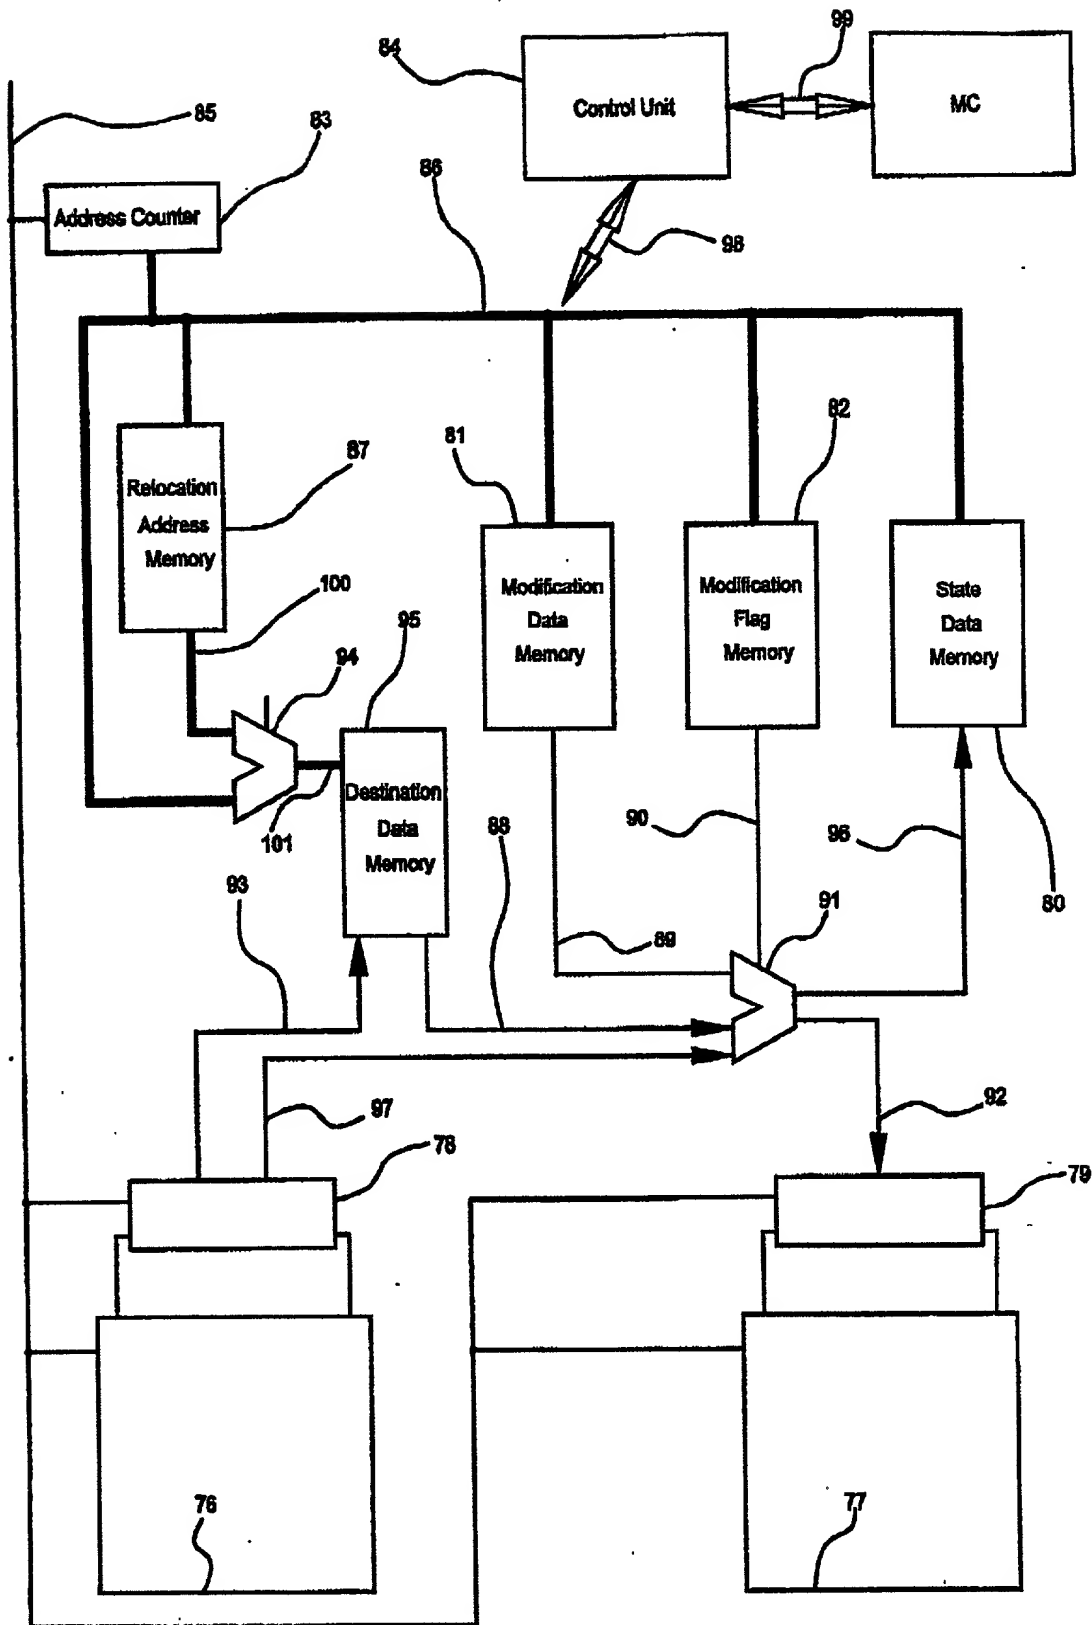 99
84
Control Unit
MC
85
83
86
Address Counter
98
82
81
87
Relocation
Address
Memory
Modification
Data
Memory
Modification
Flag
Memory
State
Data
Memory
100
95
94
Destination
Data
Memory
101
88
90
96
93
91
80
89
97
92
78
79
76
77